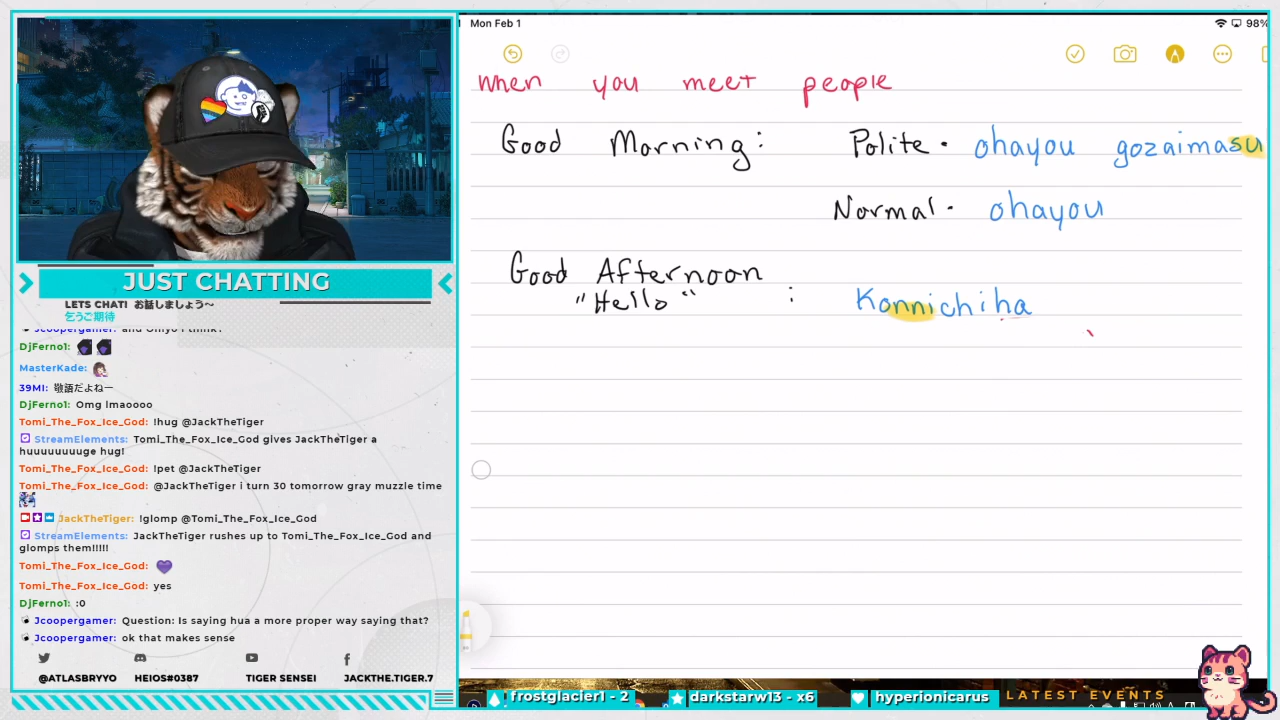 Mon Feb 1
98%
When you meet people
Good Morning: Polite · ohayou gozaimasu
Normal · ohayou
Good Afternoon
"Hello" : Konnichiha
JUST CHATTING
LETS CHAT! お話しましょう〜
乞うご期待
Jcoopergamer: and Ohiyo i think?
DjFerno1:
MasterKade:
39MI: 敬語だよねー
DjFerno1: Omg lmaoooo
Tomi_The_Fox_Ice_God: !hug @JackTheTiger
StreamElements: Tomi_The_Fox_Ice_God gives JackTheTiger a
huuuuuuuuge hug!
Tomi_The_Fox_Ice_God: !pet @JackTheTiger
Tomi_The_Fox_Ice_God: @JackTheTiger i turn 30 tomorrow gray muzzle time
JackTheTiger: !glomp @Tomi_The_Fox_Ice_God
StreamElements: JackTheTiger rushes up to Tomi_The_Fox_Ice_God and
glomps them!!!!!
Tomi_The_Fox_Ice_God:
Tomi_The_Fox_Ice_God: yes
DjFerno1: :0
Jcoopergamer: Question: Is saying hua a more proper way saying that?
Jcoopergamer: ok that makes sense
@ATLASBRYYO HEIOS#0387 TIGER SENSEI JACKTHE.TIGER.7
frostglacier1 - 2 darkstarw13 - x6 hyperionicarus LATEST EVENTS